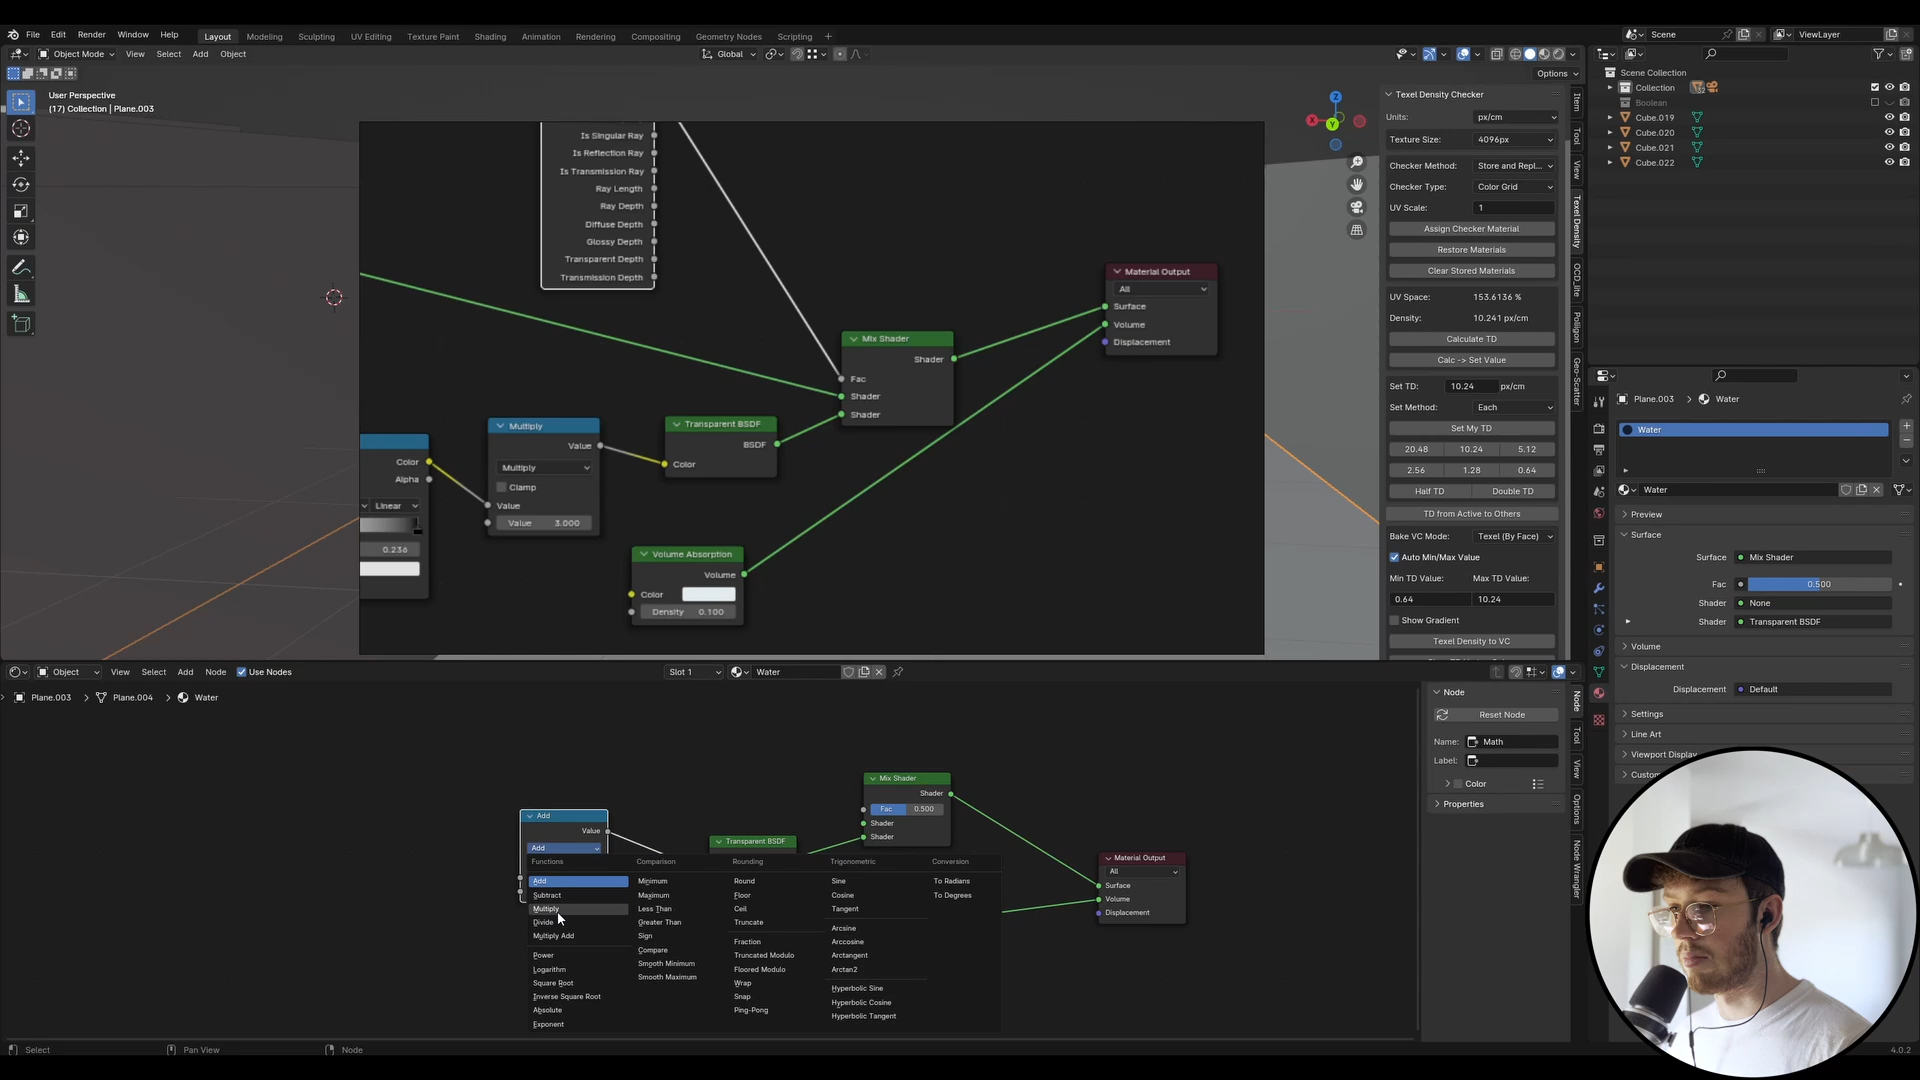 File Edit Render Window Help
Layout Modeling Sculpting UV Editing Texture Paint Shading Animation Rendering Compositing Geometry Nodes Scripting +
Scene
ViewLayer
Object Mode View Select Add Object
Global
Options
User Perspective
(17) Collection | Plane.003
Z
X
Y
Is Singular Ray
Is Reflection Ray
Is Transmission Ray
Ray Length
Ray Depth
Diffuse Depth
Glossy Depth
Transparent Depth
Transmission Depth
Material Output
All
Surface
Volume
Displacement
Mix Shader
Shader
Fac
Shader
Shader
Color
Alpha
Linear
0.236
Multiply
Value
Multiply
Clamp
Value
Value 3.000
Transparent BSDF
BSDF
Color
Volume Absorption
Volume
Color
Density 0.100
Texel Density Checker
Units: px/cm
Texture Size: 4096px
Checker Method: Store and Repl...
Checker Type: Color Grid
UV Scale: 1
Assign Checker Material
Restore Materials
Clear Stored Materials
UV Space: 153.6136 %
Density: 10.241 px/cm
Calculate TD
Calc -> Set Value
Set TD: 10.24 px/cm
Set Method: Each
Set My TD
20.48 10.24 5.12
2.56 1.28 0.64
Half TD Double TD
TD from Active to Others
Bake VC Mode: Texel (By Face)
Auto Min/Max Value
Min TD Value: Max TD Value:
0.64 10.24
Show Gradient
Texel Density to VC
Item
Tool
View
Texel Density
OCD_lite
Poliigon
Geo-Scatter
Scene Collection
Collection
Boolean
Cube.019
Cube.020
Cube.021
Cube.022
Plane.003 > Water
Water
Water
Preview
Surface
Surface Mix Shader
Fac 0.500
Shader None
Shader Transparent BSDF
Volume
Displacement
Displacement Default
Settings
Line Art
Viewport Display
Object View Select Add Node Use Nodes
Slot 1
Water
Plane.003 > Plane.004 > Water
Add
Value
Add
Transparent BSDF
Mix Shader
Shader
Fac 0.500
Shader
Shader
Material Output
All
Surface
Volume
Displacement
Functions
Add
Subtract
Multiply
Divide
Multiply Add
Power
Logarithm
Square Root
Inverse Square Root
Absolute
Exponent
Comparison
Minimum
Maximum
Less Than
Greater Than
Sign
Compare
Smooth Minimum
Smooth Maximum
Rounding
Round
Floor
Ceil
Truncate
Fraction
Truncated Modulo
Floored Modulo
Wrap
Snap
Ping-Pong
Trigonometric
Sine
Cosine
Tangent
Arcsine
Arccosine
Arctangent
Arctan2
Hyperbolic Sine
Hyperbolic Cosine
Hyperbolic Tangent
Conversion
To Radians
To Degrees
Node
Reset Node
Name: Math
Label:
Color
Properties
Node
Tool
View
Options
Node Wrangler
Select
Pan View
Node
4.0.2